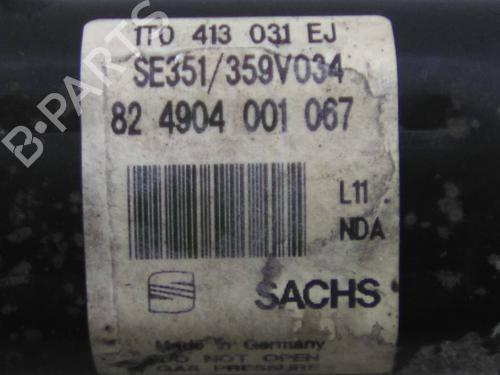 1T0 413 031 EJ
SE351/359V034
82 4904 001 067
L11
NDA
SACHS
Made in Germany
DO NOT OPEN
GAS PRESSURE
B-PARTS